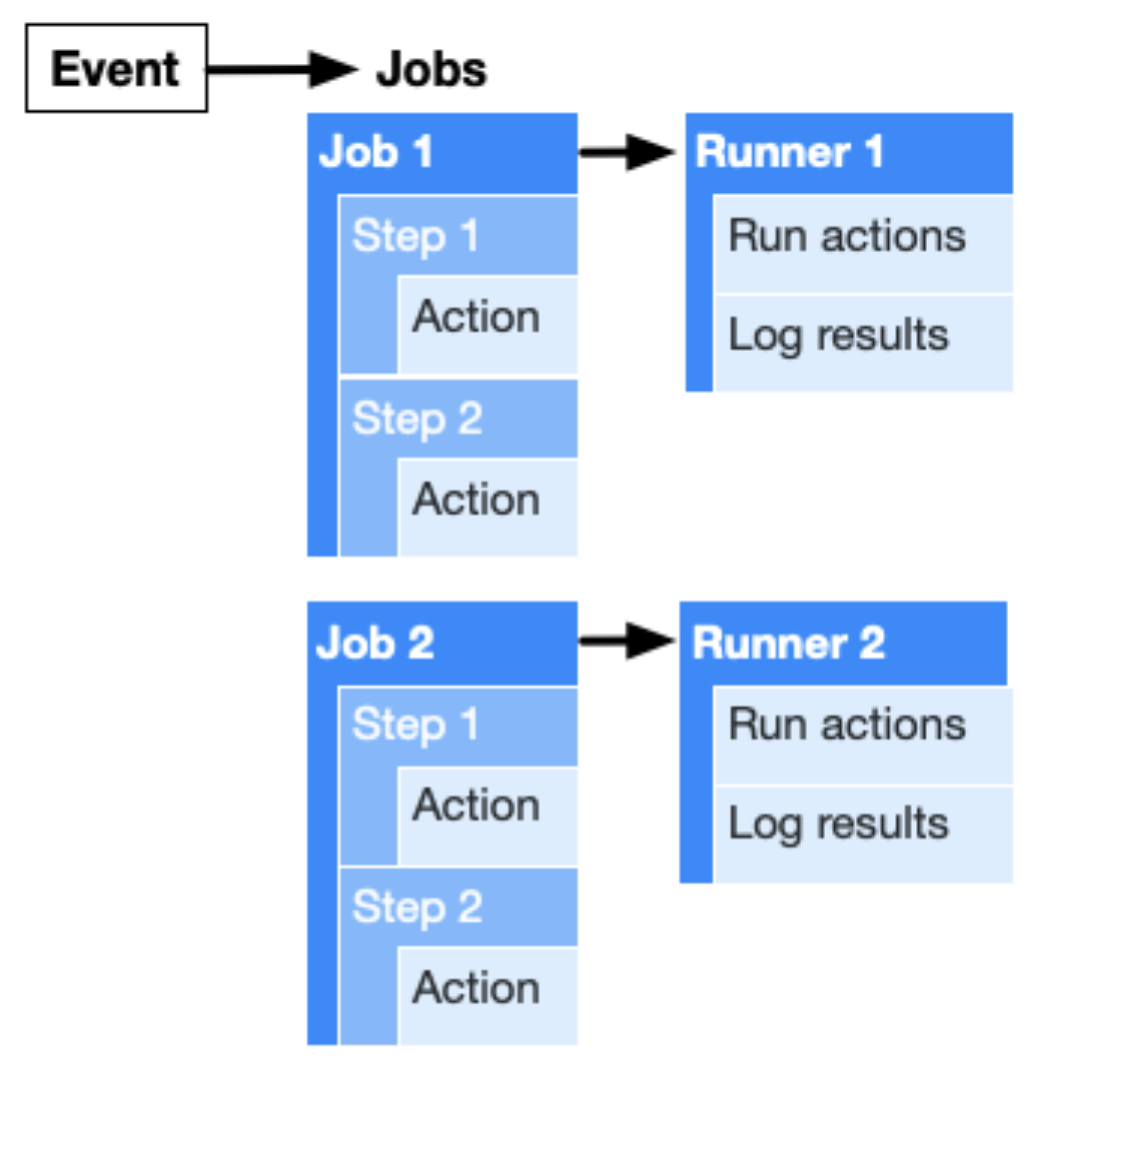 Event
Jobs
Job 1
Step 1
Action
Step 2
Action
Runner 1
Run actions
Log results
Job 2
Step 1
Action
Step 2
Action
Runner 2
Run actions
Log results